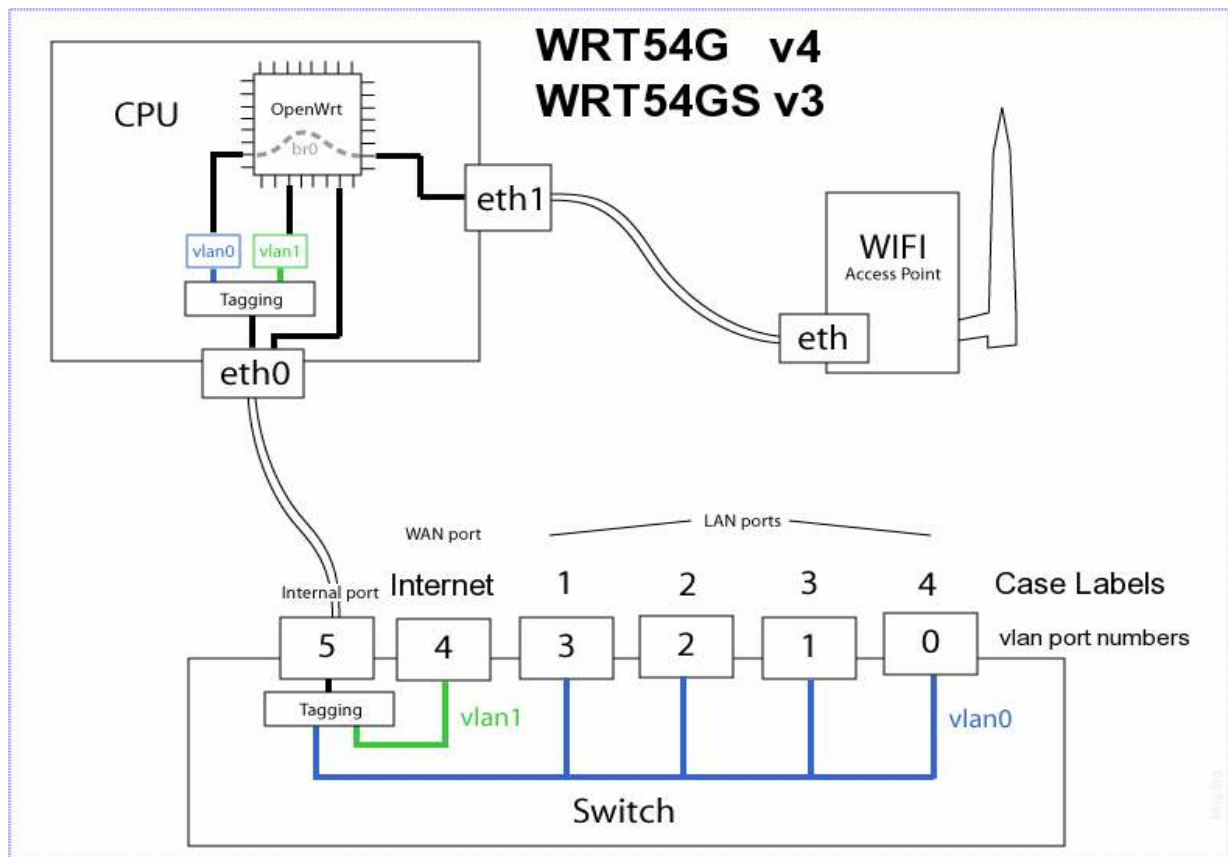 WRT54G v4
WRT54GS v3
CPU
OpenWrt
br0
eth1
vlan0
vlan1
Tagging
eth0
WIFI
Access Point
eth
WAN port
LAN ports
Internal port
Internet
1
2
3
4
Case Labels
5
4
3
2
1
0
vlan port numbers
Tagging
vlan1
vlan0
Switch